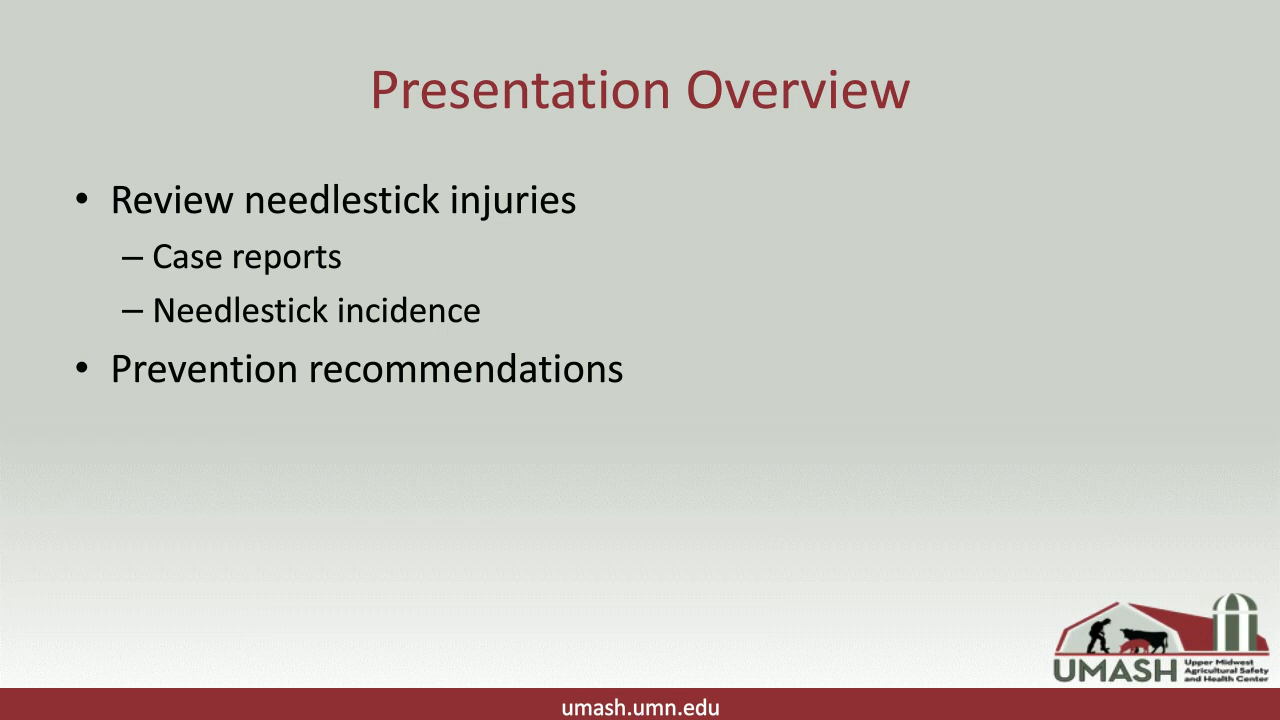 Presentation Overview
• Review needlestick injuries
– Case reports
– Needlestick incidence
• Prevention recommendations
UMASH
Upper Midwest
Agricultural Safety
and Health Center
umash.umn.edu